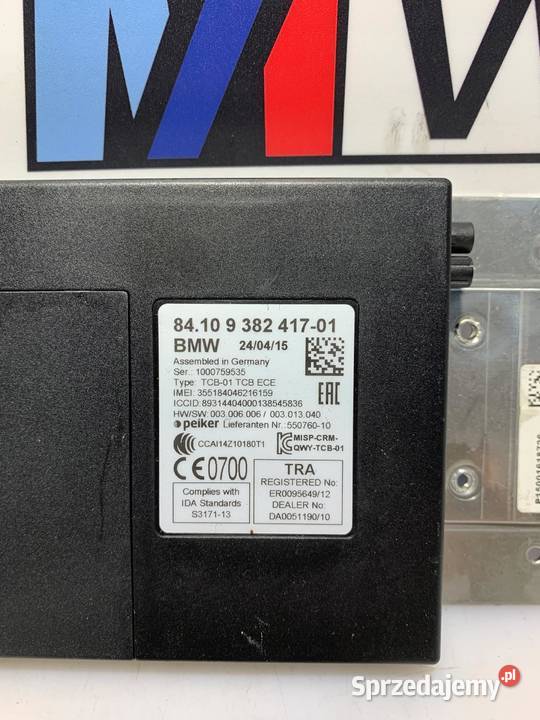 84.10 9 382 417-01
BMW 24/04/15
Assembled in Germany
Ser.: 1000759535
Type: TCB-01 TCB ECE
IMEI: 355184046216159
ICCID: 89314404000138545836
HW/SW: 003.006.006 / 003.013.040
peiker Lieferanten Nr.:550760-10
CCAI14Z10180T1
MISP-CRM-
QWY-TCB-01
EAC
CE0700
Complies with
IDA Standards
S3171-13
TRA
REGISTERED No:
ER0095649/12
DEALER No:
DA0051190/10
Sprzedajemy.pl